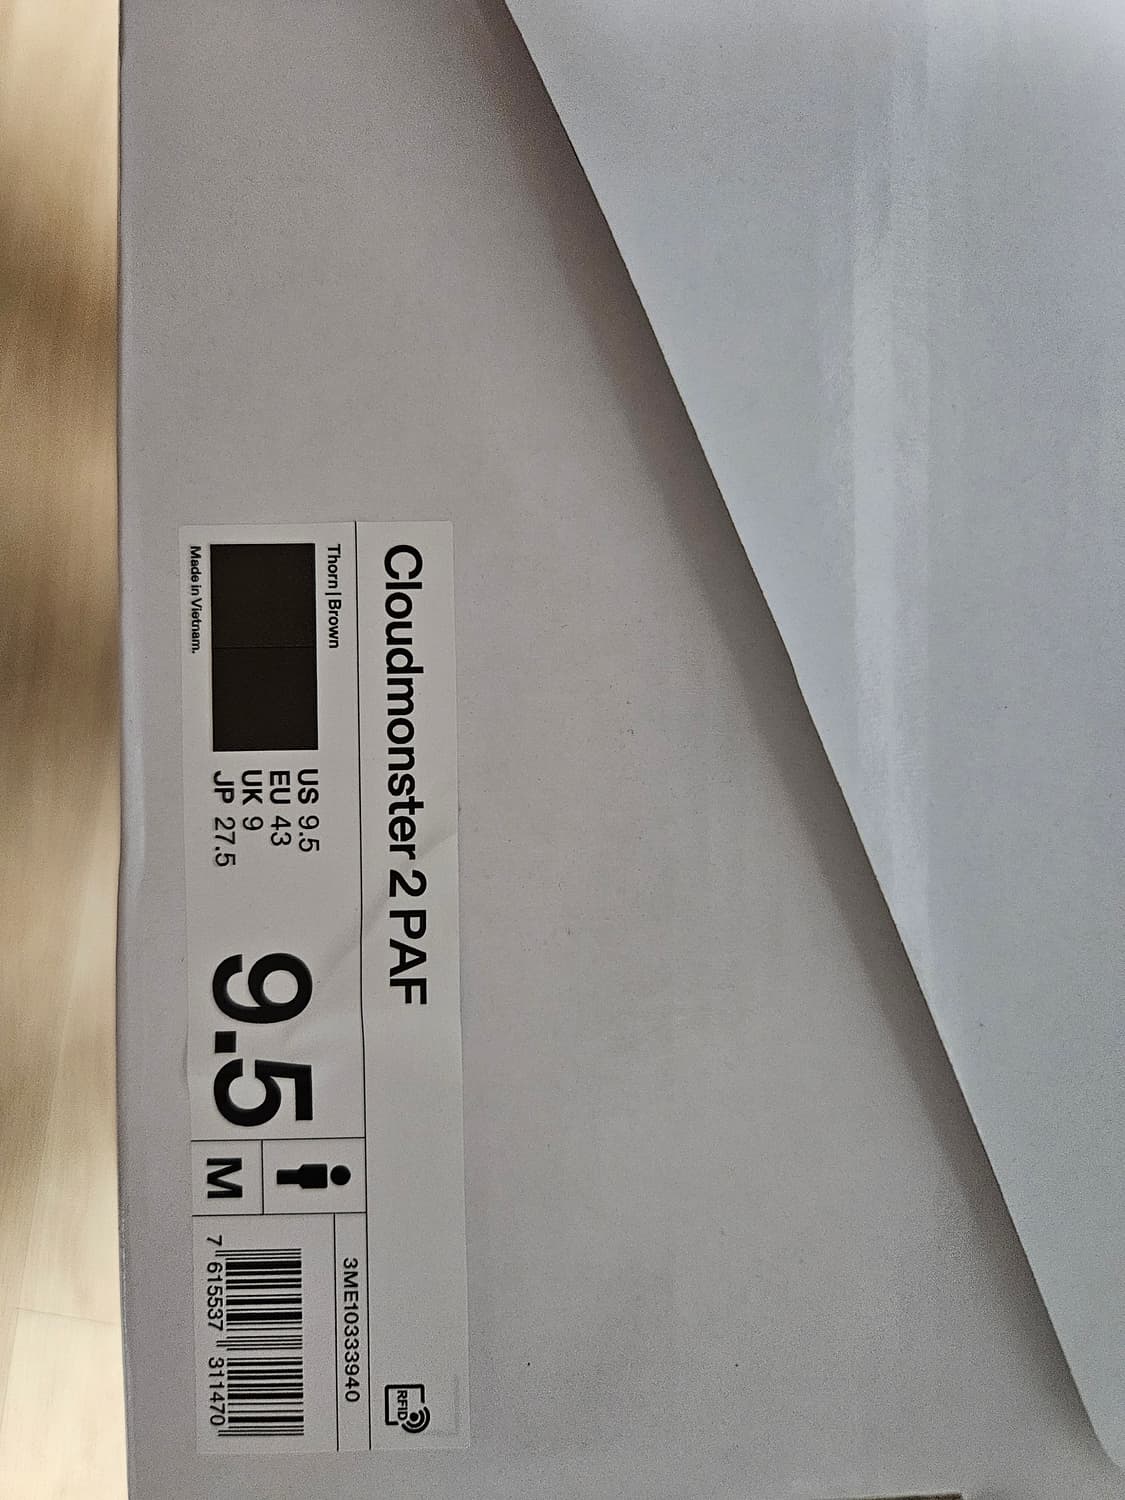 Cloudmonster 2 PAF
RFID
Thorn | Brown
Made in Vietnam.
US 9.5
EU 43
UK 9
JP 27.5
9.5
M
3ME10333940
7 615537 311470